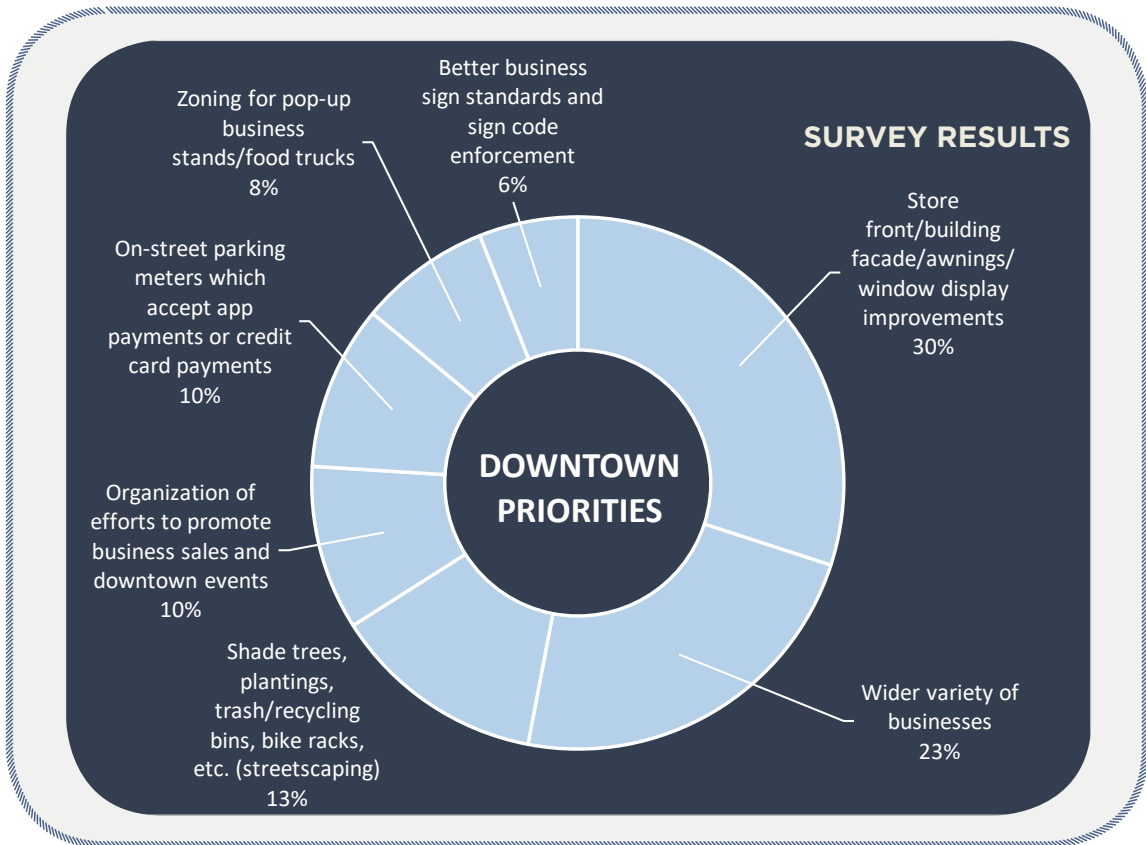 SURVEY RESULTS
Better business
sign standards and
sign code
enforcement
6%
Zoning for pop-up
business
stands/food trucks
8%
Store
front/building
facade/awnings/
window display
improvements
30%
On-street parking
meters which
accept app
payments or credit
card payments
10%
DOWNTOWN
PRIORITIES
Organization of
efforts to promote
business sales and
downtown events
10%
Shade trees,
plantings,
trash/recycling
bins, bike racks,
etc. (streetscaping)
13%
Wider variety of
businesses
23%